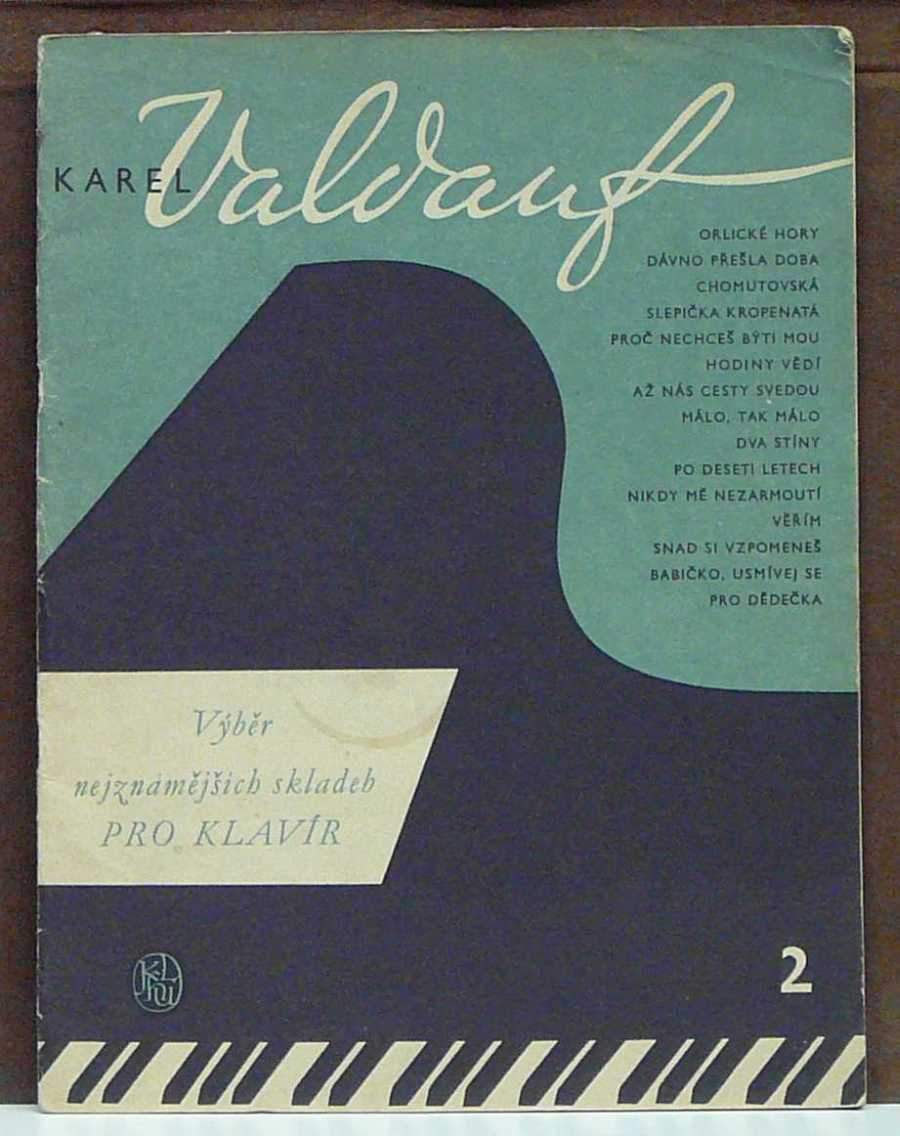 KAREL Valdauf
ORLICKÉ HORY
DÁVNO PŘEŠLA DOBA
CHOMUTOVSKÁ
SLEPIČKA KROPENATÁ
PROČ NECHCEŠ BÝTI MOU
HODINY VĚDÍ
AŽ NÁS CESTY SVEDOU
MÁLO, TAK MÁLO
DVA STÍNY
PO DESETI LETECH
NIKDY MĚ NEZARMOUTÍ
VĚŘÍM
SNAD SI VZPOMENEŠ
BABIČKO, USMÍVEJ SE
PRO DĚDEČKA
Výběr
nejznámějších skladeb
PRO KLAVÍR
2